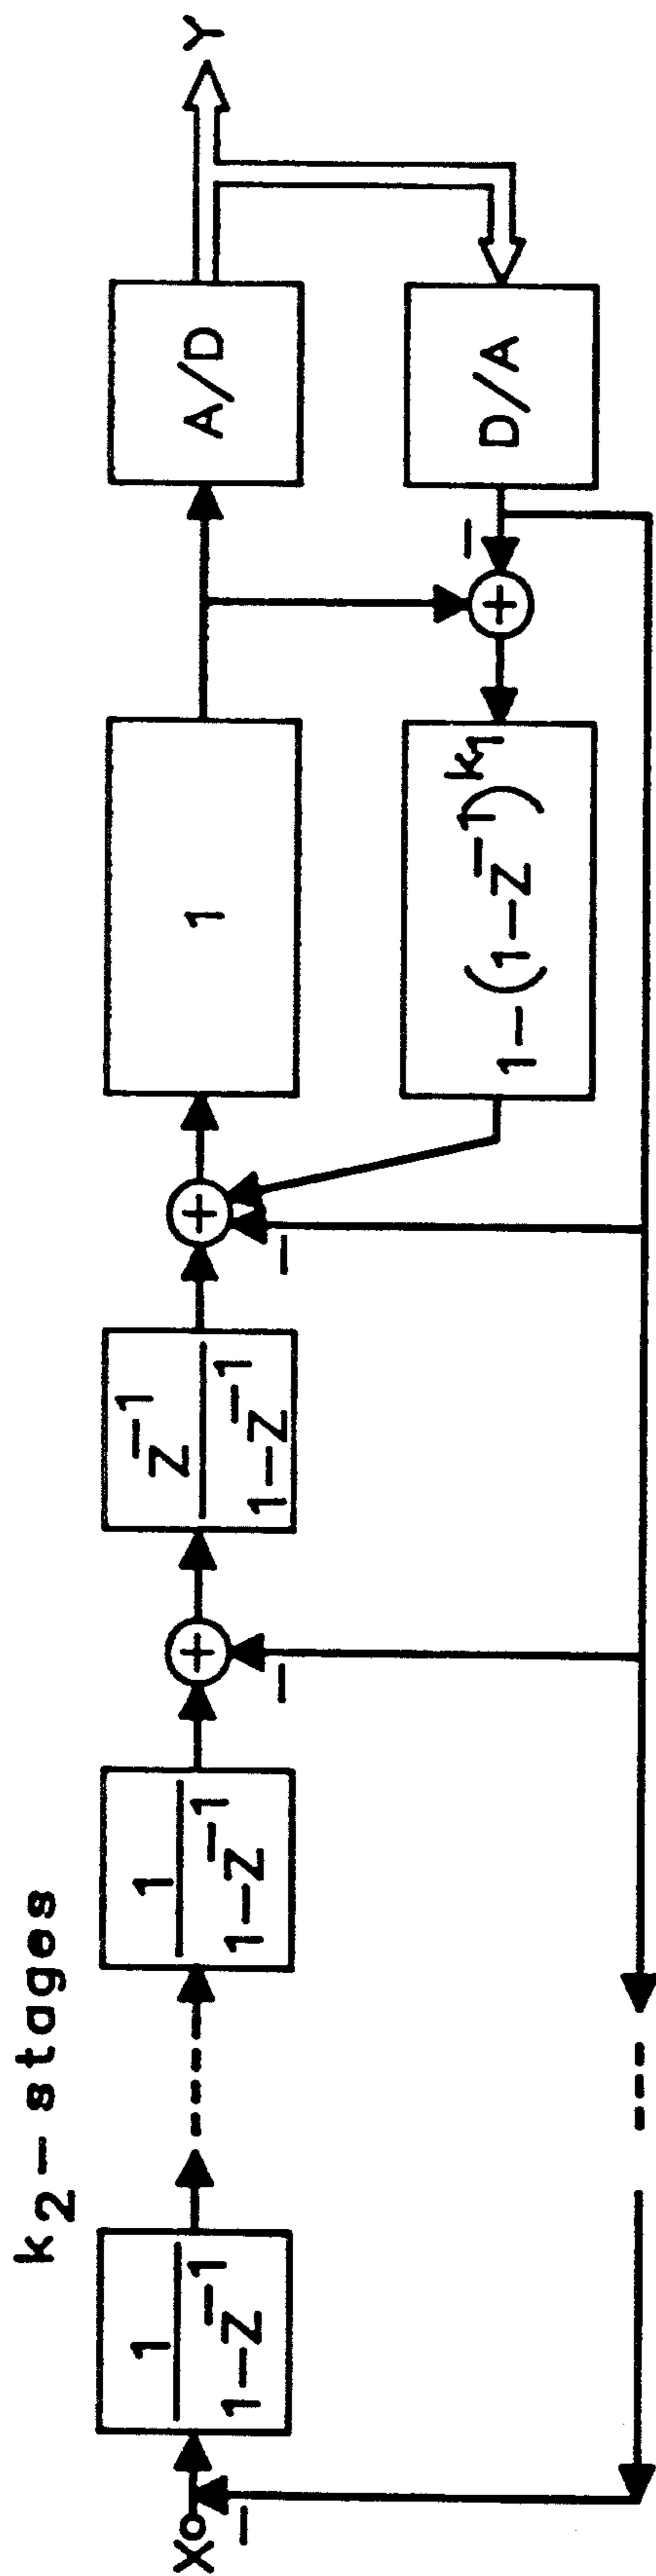 k2-stages
X
1
1-Z^-1
1
1-Z^-1
Z^-1
1-Z^-1
1
A/D
Y
1-(1-Z^-1)^k1
D/A
+
+
+
-
-
-
-